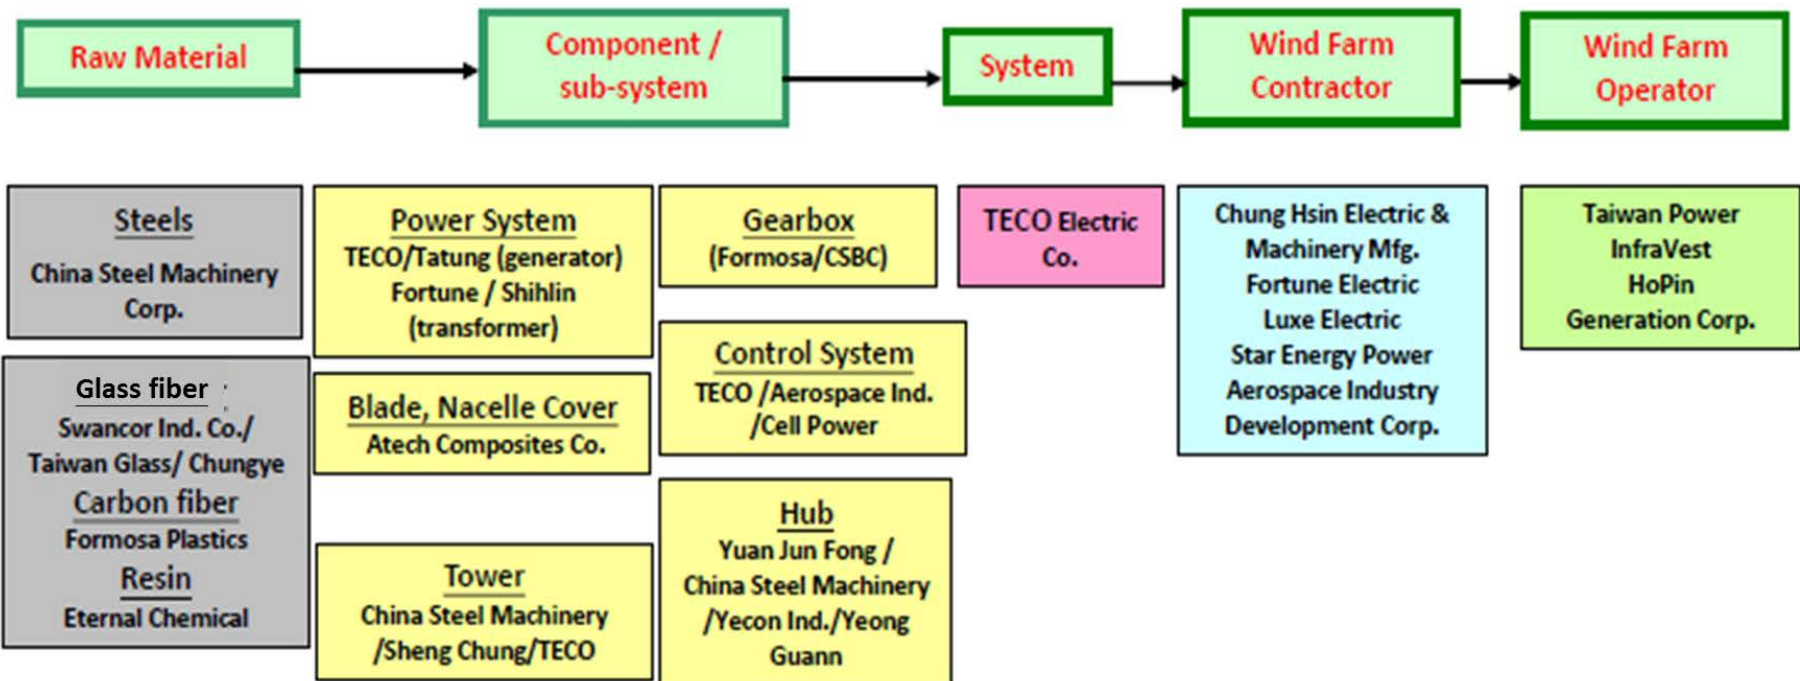 Raw Material
Component /
sub-system
System
Wind Farm
Contractor
Wind Farm
Operator
Steels
China Steel Machinery
Corp.
Glass fiber
Swancor Ind. Co./
Taiwan Glass/ Chungye
Carbon fiber
Formosa Plastics
Resin
Eternal Chemical
Power System
TECO/Tatung (generator)
Fortune / Shihlin
(transformer)
Blade, Nacelle Cover
Atech Composites Co.
Tower
China Steel Machinery
/Sheng Chung/TECO
Gearbox
(Formosa/CSBC)
Control System
TECO /Aerospace Ind.
/Cell Power
Hub
Yuan Jun Fong /
China Steel Machinery
/Yecon Ind./Yeong
Guann
TECO Electric
Co.
Chung Hsin Electric &
Machinery Mfg.
Fortune Electric
Luxe Electric
Star Energy Power
Aerospace Industry
Development Corp.
Taiwan Power
InfraVest
HoPin
Generation Corp.